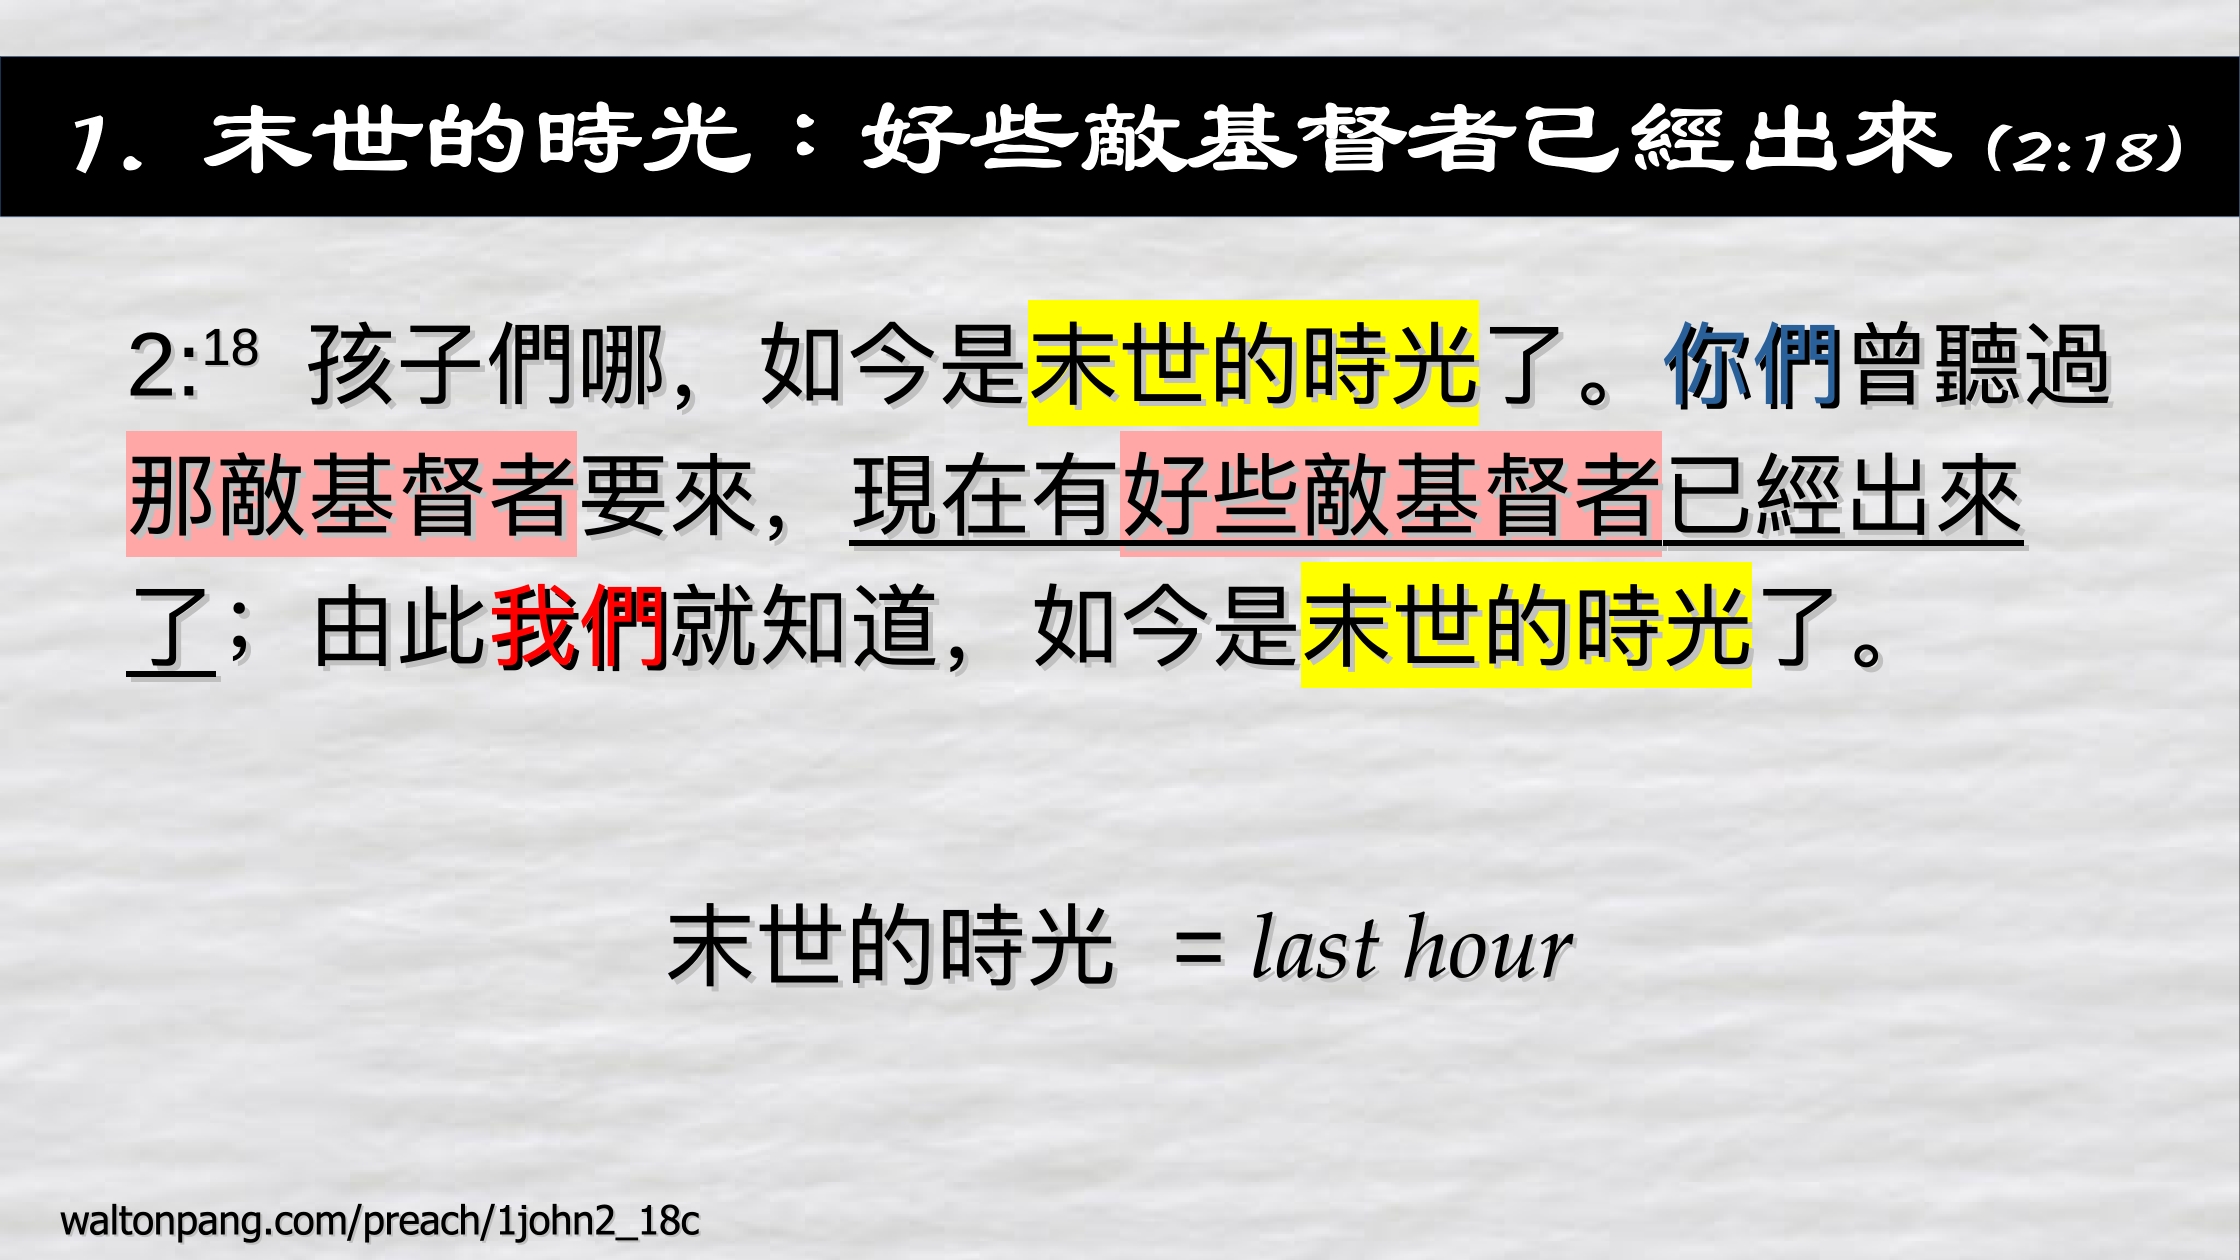 1. 末世的時光：好些敵基督者已經出來 (2:18)
2:18 孩子們哪，如今是末世的時光了。你們曾聽過
那敵基督者要來，現在有好些敵基督者已經出來
了；由此我們就知道，如今是末世的時光了。
末世的時光 = last hour
waltonpang.com/preach/1john2_18c